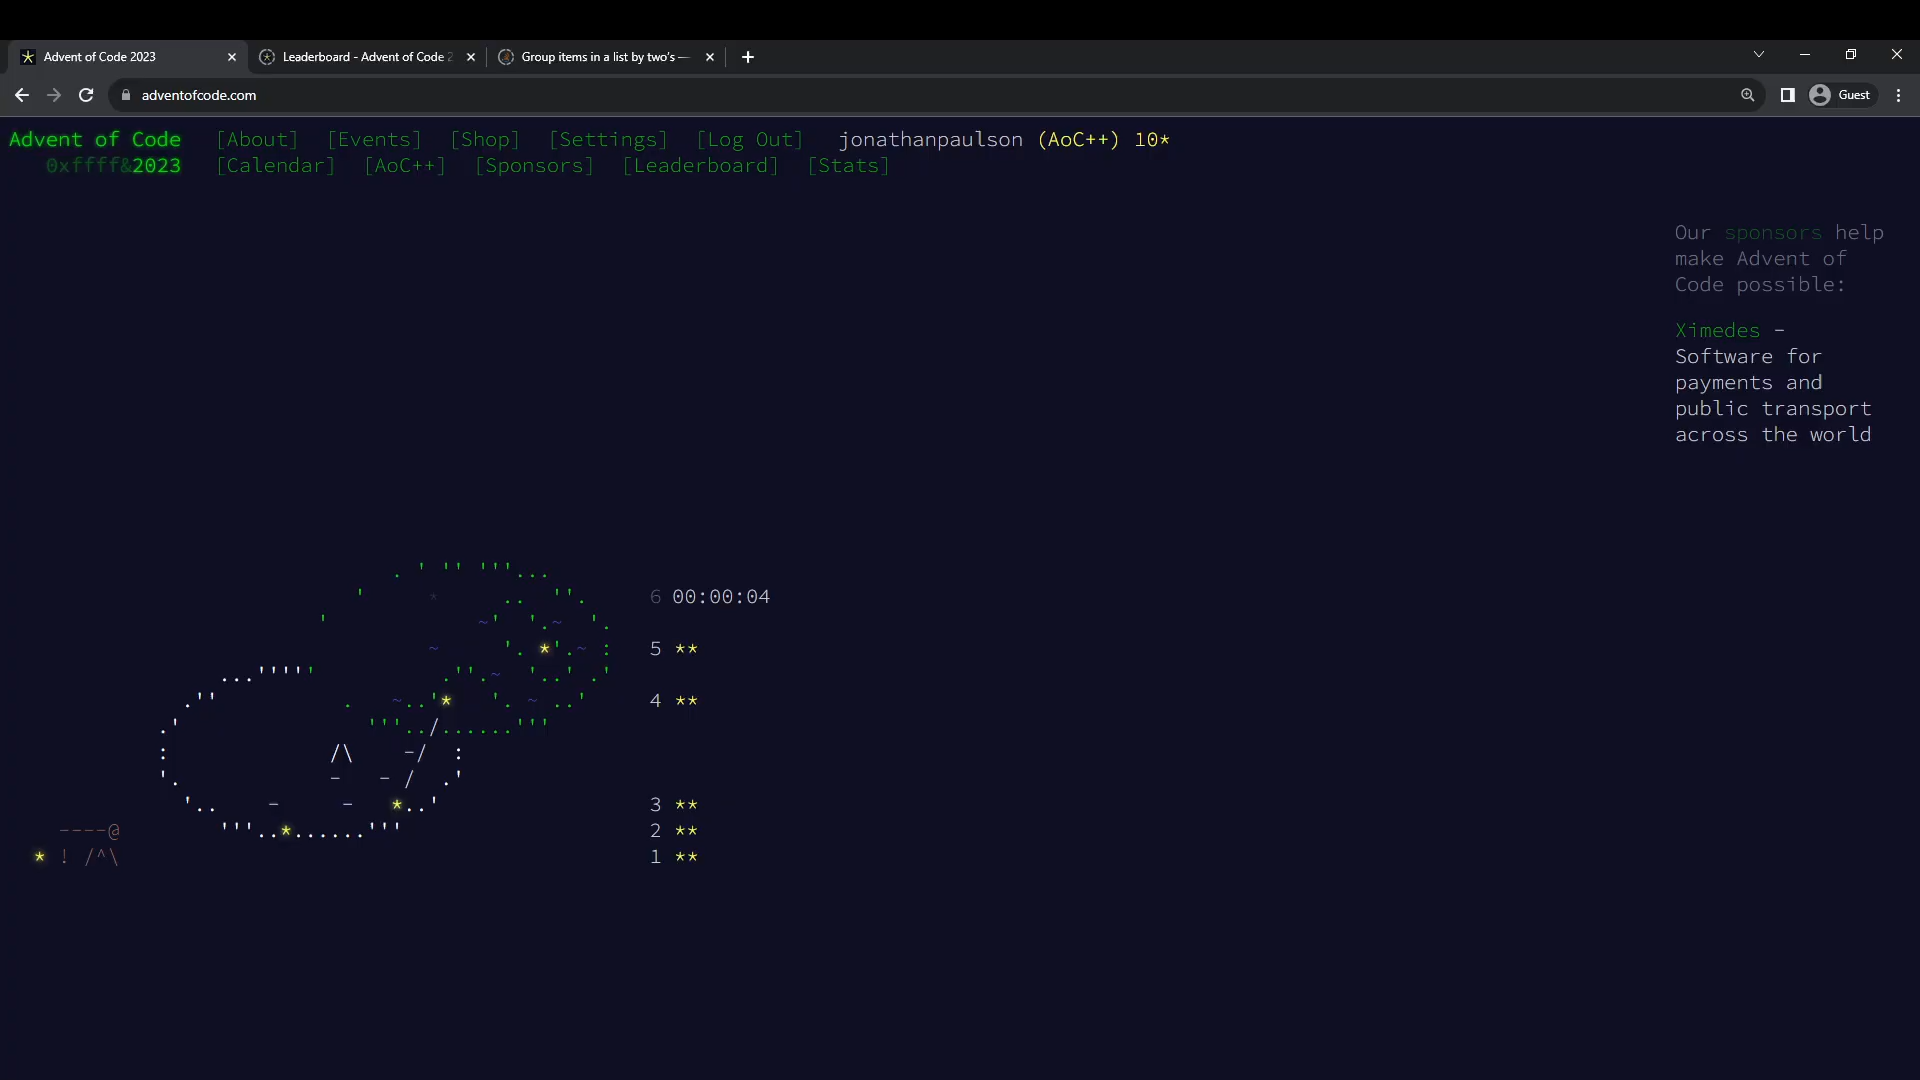 Advent of Code 2023
Leaderboard - Advent of Code 2
Group items in a list by two's —
adventofcode.com
Guest
Advent of Code [About] [Events] [Shop] [Settings] [Log Out] jonathanpaulson (AoC++) 10*
0xffff&2023 [Calendar] [AoC++] [Sponsors] [Leaderboard] [Stats]
Our sponsors help
make Advent of
Code possible:
Ximedes -
Software for
payments and
public transport
across the world
6 00:00:04
5 **
4 **
3 **
2 **
1 **